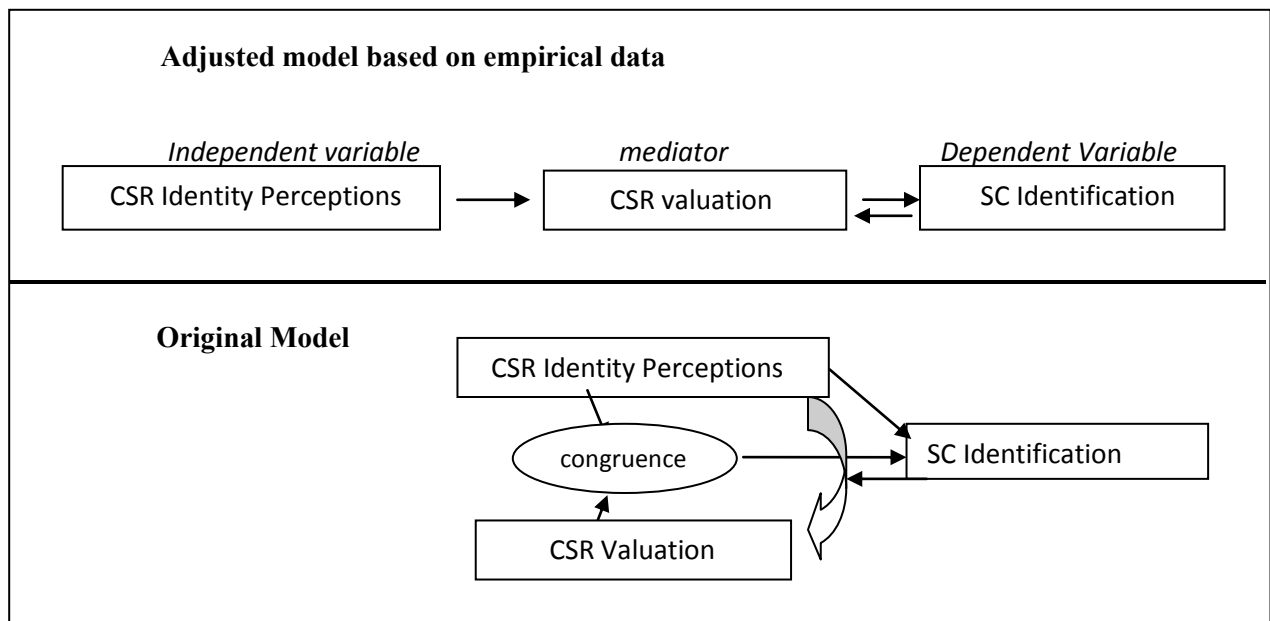 Adjusted model based on empirical data
Independent variable mediator Dependent Variable
CSR Identity Perceptions CSR valuation SC Identification
Original Model
CSR Identity Perceptions
congruence SC Identification
CSR Valuation